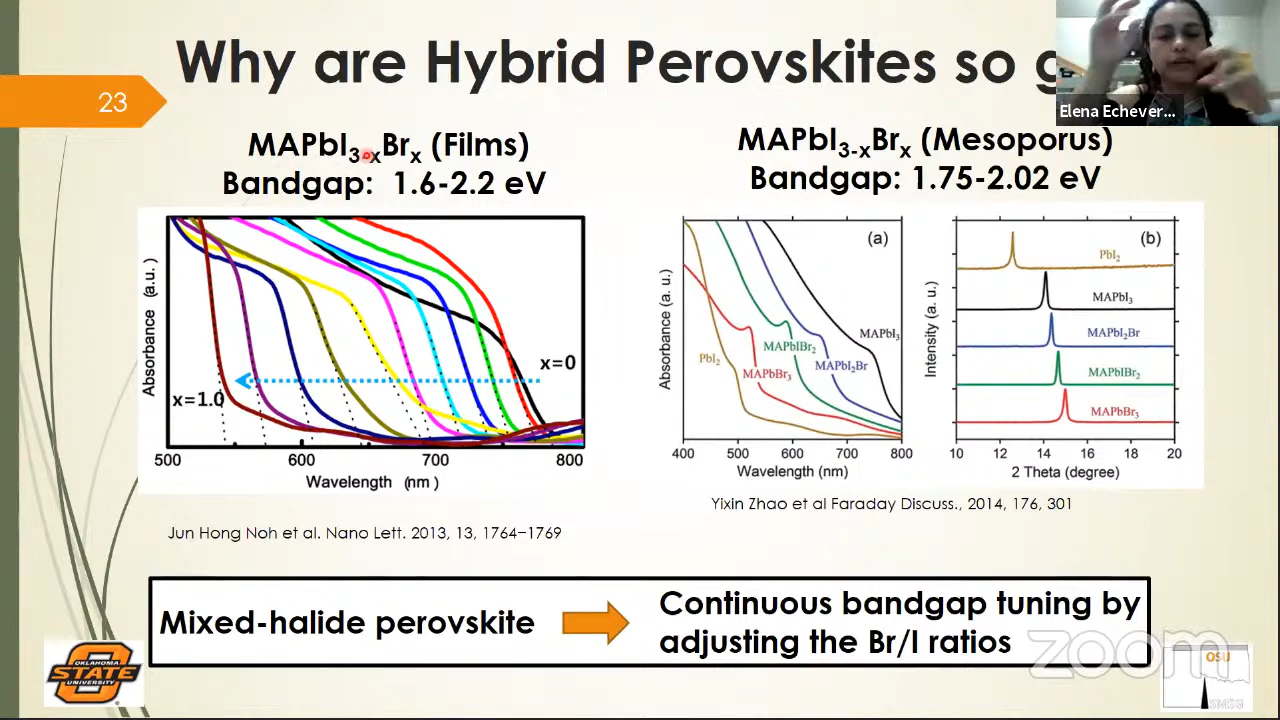 Why are Hybrid Perovskites so g
23
Elena Echever...
MAPbI3-xBrx (Films)
Bandgap: 1.6-2.2 eV
MAPbI3-xBrx (Mesoporus)
Bandgap: 1.75-2.02 eV
Absorbance (a.u.)
x=0
x=1.0
500 600 700 800
Wavelength (nm)
Absorbance (a. u.)
(a)
PbI2
MAPbBr3
MAPbIBr2
MAPbI2Br
MAPbI3
400 500 600 700 800
Wavelength (nm)
Intensity (a. u.)
(b)
PbI2
MAPbI3
MAPbI2Br
MAPbIBr2
MAPbBr3
10 12 14 16 18 20
2 Theta (degree)
Yixin Zhao et al Faraday Discuss., 2014, 176, 301
Jun Hong Noh et al. Nano Lett. 2013, 13, 1764−1769
Mixed-halide perovskite
Continuous bandgap tuning by
adjusting the Br/I ratios
OKLAHOMA
STATE
UNIVERSITY
zoom
OSU